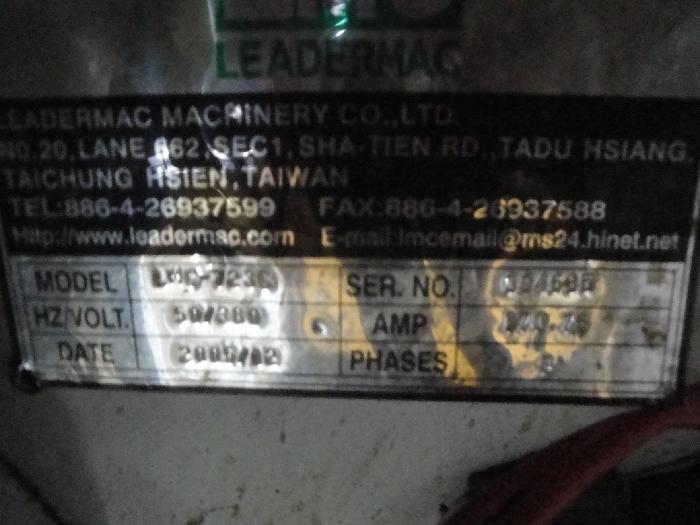 LEADERMAC
LEADERMAC MACHINERY CO.,LTD.
NO.20, LANE 662, SEC1, SHA-TIEN RD., TADU HSIANG,
TAICHUNG HSIEN, TAIWAN
TEL:886-4-26937599 FAX:886-4-26937588
Http://www.leadermac.com E-mail:lmcemail@ms24.hinet.net
MODEL SER. NO.
HZ/VOLT. 50/380 AMP
DATE PHASES